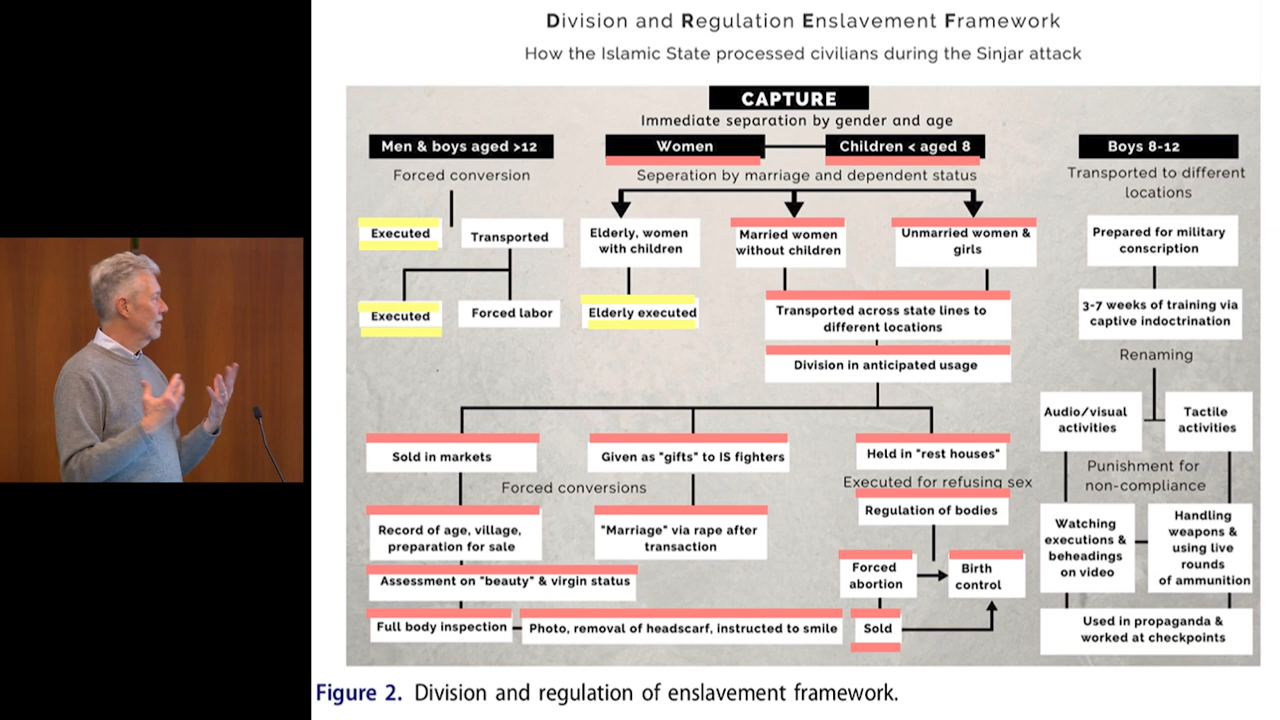 Division and Regulation Enslavement Framework
How the Islamic State processed civilians during the Sinjar attack
CAPTURE
Immediate separation by gender and age
Men & boys aged >12
Forced conversion
Executed
Transported
Executed
Forced labor
Women
Children < aged 8
Seperation by marriage and dependent status
Elderly, women
with children
Married women
without children
Unmarried women &
girls
Elderly executed
Transported across state lines to
different locations
Division in anticipated usage
Sold in markets
Given as "gifts" to IS fighters
Held in "rest houses"
Forced conversions
Executed for refusing sex
Record of age, village,
preparation for sale
"Marriage" via rape after
transaction
Regulation of bodies
Assessment on "beauty" & virgin status
Forced
abortion
Birth
control
Full body inspection
Photo, removal of headscarf, instructed to smile
Sold
Boys 8-12
Transported to different
locations
Prepared for military
conscription
3-7 weeks of training via
captive indoctrination
Renaming
Audio/visual
activities
Tactile
activities
Punishment for
non-compliance
Watching
executions &
beheadings
on video
Handling
weapons &
using live
rounds
of ammunition
Used in propaganda &
worked at checkpoints
Figure 2. Division and regulation of enslavement framework.